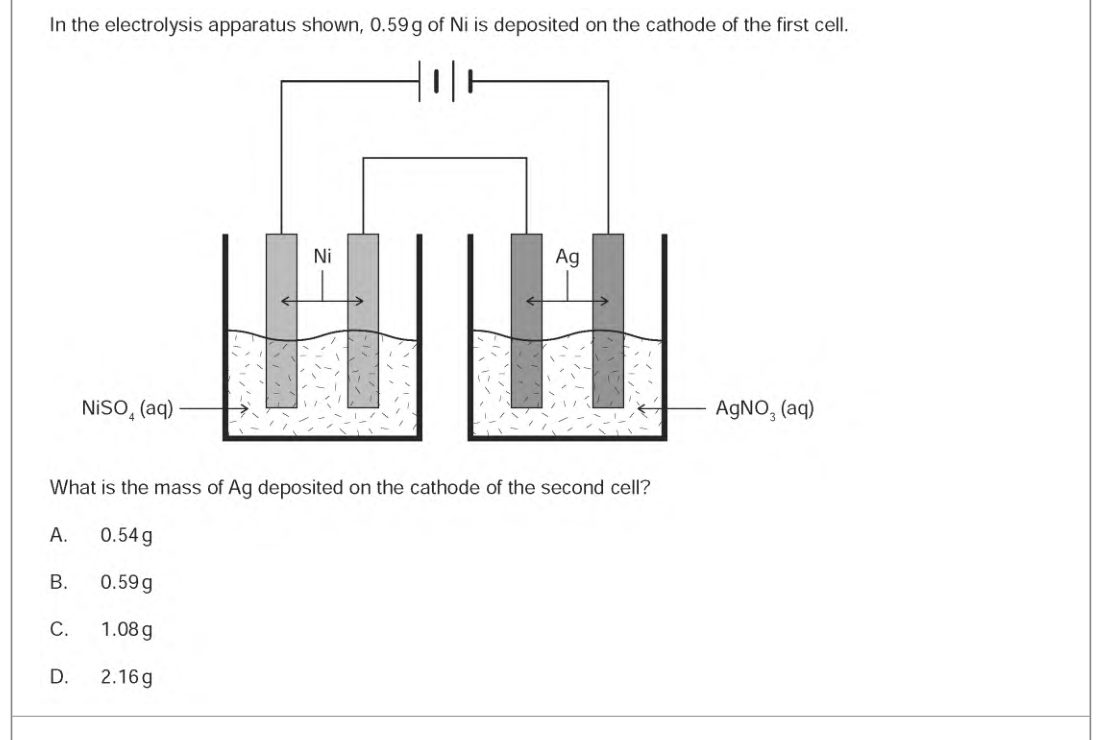 In the electrolysis apparatus shown, 0.59 g of Ni is deposited on the cathode of the first cell.
Ni
Ag
NiSO₄ (aq)
AgNO₃ (aq)
What is the mass of Ag deposited on the cathode of the second cell?
A. 0.54 g
B. 0.59 g
C. 1.08 g
D. 2.16 g